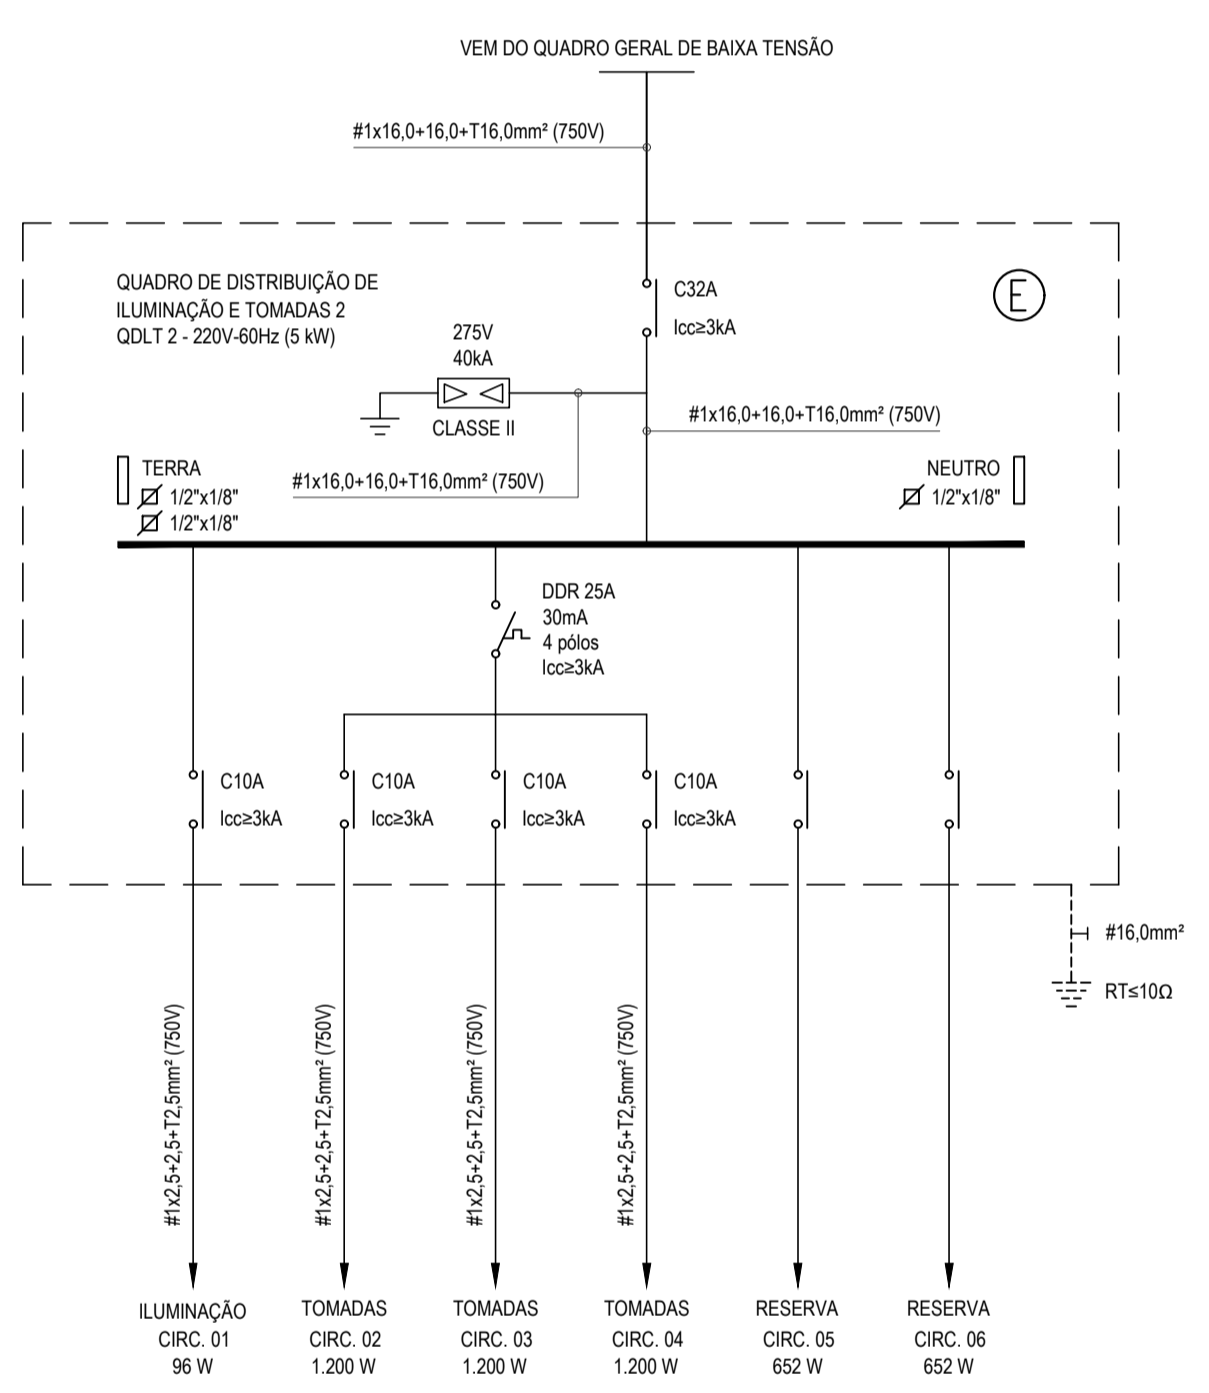 VEM DO QUADRO GERAL DE BAIXA TENSÃO
#1x16,0+16,0+T16,0mm² (750V)
QUADRO DE DISTRIBUIÇÃO DE
ILUMINAÇÃO E TOMADAS 2
QDLT 2 - 220V-60Hz (5 kW)
C32A
Icc≥3kA
E
275V
40kA
CLASSE II
#1x16,0+16,0+T16,0mm² (750V)
#1x16,0+16,0+T16,0mm² (750V)
TERRA
1/2"x1/8"
1/2"x1/8"
NEUTRO
1/2"x1/8"
DDR 25A
30mA
4 pólos
Icc≥3kA
C10A
Icc≥3kA
C10A
Icc≥3kA
C10A
Icc≥3kA
C10A
Icc≥3kA
#16,0mm²
RT≤10Ω
#1x2,5+2,5+T2,5mm² (750V)
#1x2,5+2,5+T2,5mm² (750V)
#1x2,5+2,5+T2,5mm² (750V)
#1x2,5+2,5+T2,5mm² (750V)
ILUMINAÇÃO
CIRC. 01
96 W
TOMADAS
CIRC. 02
1.200 W
TOMADAS
CIRC. 03
1.200 W
TOMADAS
CIRC. 04
1.200 W
RESERVA
CIRC. 05
652 W
RESERVA
CIRC. 06
652 W